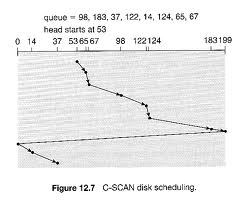 queue = 98, 183, 37, 122, 14, 124, 65, 67
head starts at 53
0 14 37 53 65 67 98 122 124 183 199
Figure 12.7 C-SCAN disk scheduling.